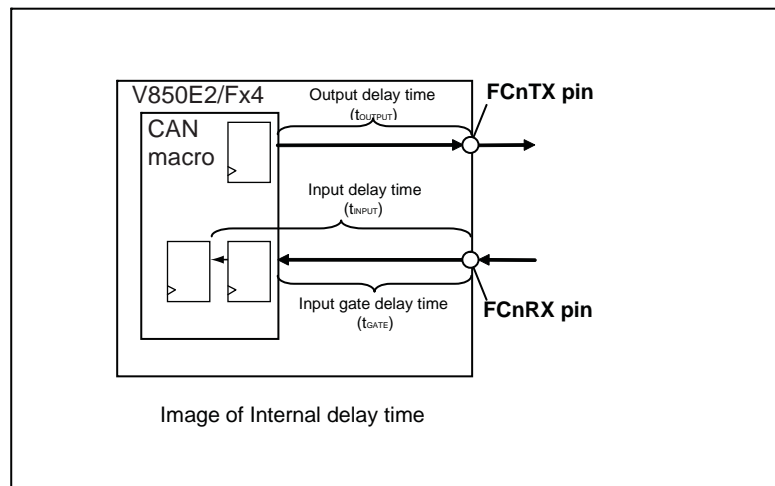 V850E2/Fx4
CAN
macro
Output delay time
(tOUTPUT)
FCnTX pin
Input delay time
(tINPUT)
Input gate delay time
(tGATE)
FCnRX pin
Image of Internal delay time